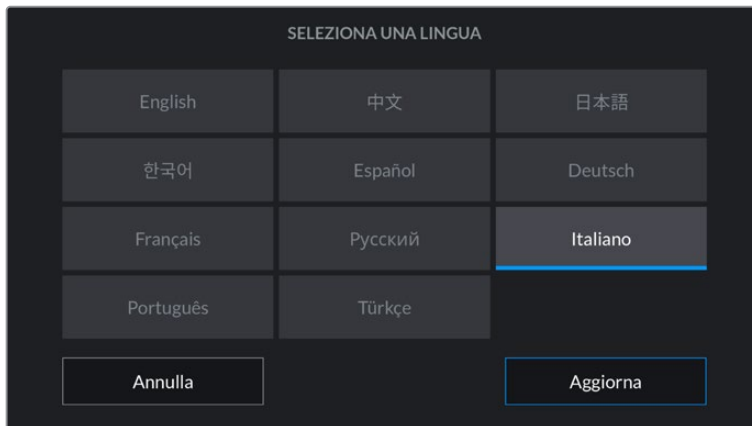 SELEZIONA UNA LINGUA
English 中文 日本語
한국어 Español Deutsch
Français Русский Italiano
Português Türkçe
Annulla Aggiorna